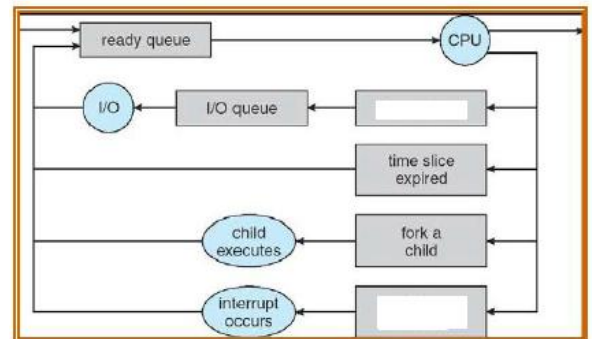 ready queue
CPU
I/O
I/O queue
time slice
expired
child
executes
fork a
child
interrupt
occurs